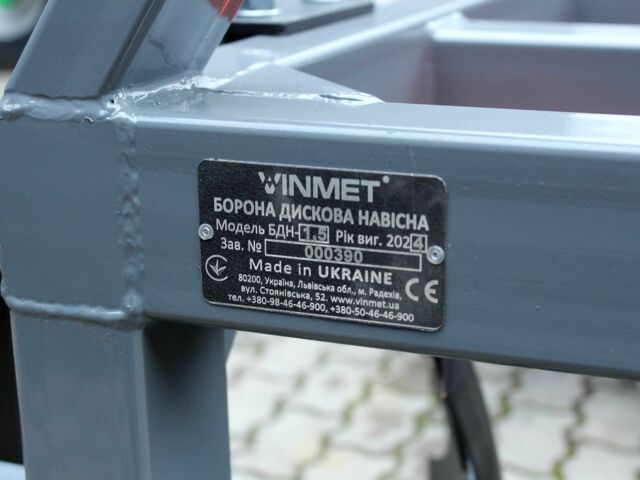 VINMET®
БОРОНА ДИСКОВА НАВІСНА
Модель БДН-1.5 Рік виг. 2024
Зав. № 000390
Made in UKRAINE CE
80200, Україна, Львівська обл., м. Радехів,
вул. Стоянівська, 52. www.vinmet.ua
тел. +380-98-46-46-900, +380-50-46-46-900